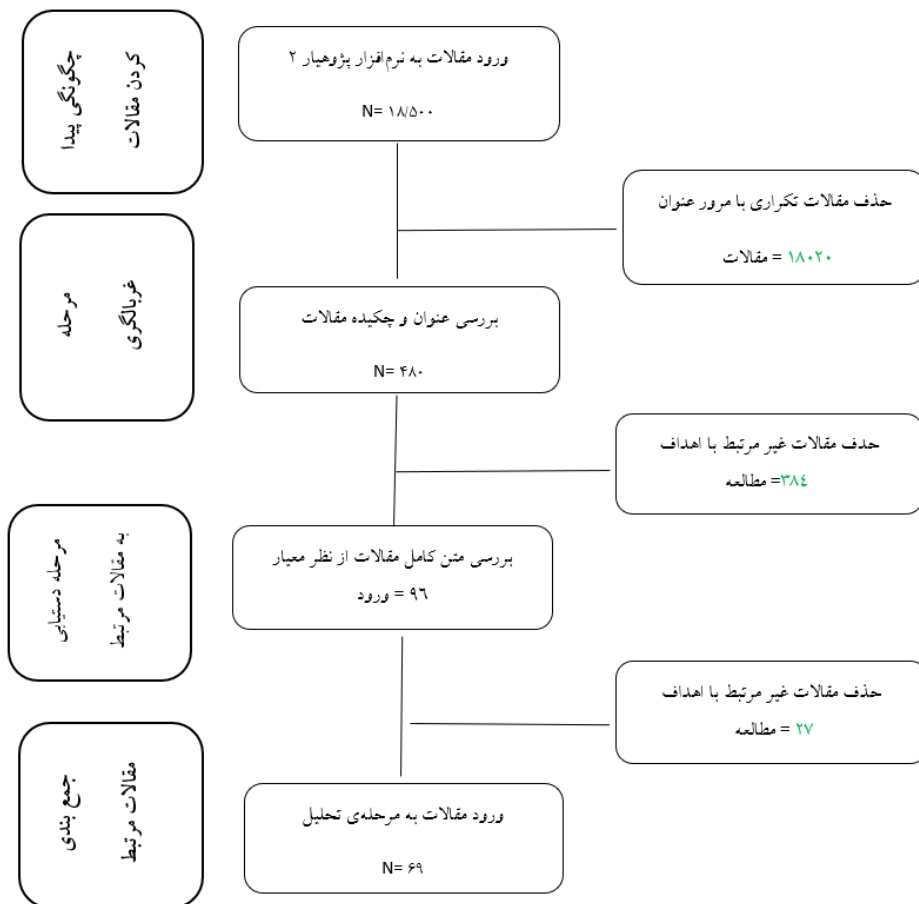 چگونگی پیدا
کردن مقالات
ورود مقالات به نرم‌افزار پژوهیار ۲
N= ۱۸/۵۰۰
حذف مقالات تکراری با مرور عنوان
۱۸۰۲۰ = مقالات
مرحله
غربالگری
بررسی عنوان و چکیده مقالات
N= ۴۸۰
حدف مقالات غیر مرتبط با اهداف
۳۸٤= مطالعه
مرحله دستیابی
به مقالات مرتبط
بررسی متن کامل مقالات از نظر معیار
۹٦ = ورود
حذف مقالات غیر مرتبط با اهداف
۲۷ = مطالعه
جمع بندی
مقالات مرتبط
ورود مقالات به مرحله‌ی تحلیل
N= ۶۹